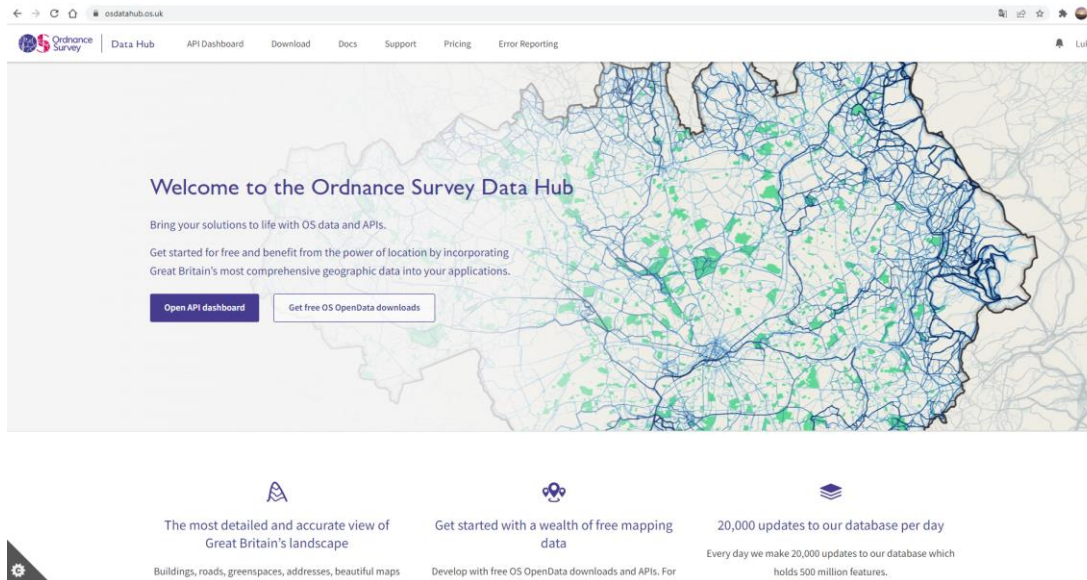 osdatahub.os.uk
Ordnance Survey
Data Hub
API Dashboard
Download
Docs
Support
Pricing
Error Reporting
Welcome to the Ordnance Survey Data Hub
Bring your solutions to life with OS data and APIs.
Get started for free and benefit from the power of location by incorporating
Great Britain's most comprehensive geographic data into your applications.
Open API dashboard
Get free OS OpenData downloads
The most detailed and accurate view of
Great Britain's landscape
Buildings, roads, greenspaces, addresses, beautiful maps
Get started with a wealth of free mapping
data
Develop with free OS OpenData downloads and APIs. For
20,000 updates to our database per day
Every day we make 20,000 updates to our database which
holds 500 million features.